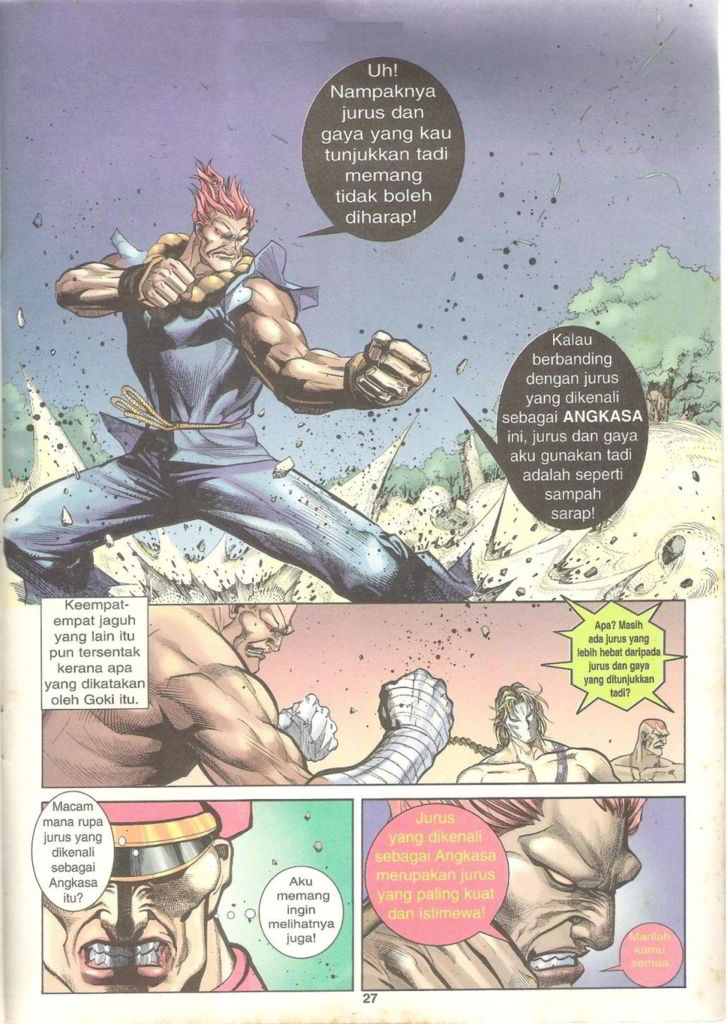 Uh!
Nampaknya
jurus dan
gaya yang kau
tunjukkan tadi
memang
tidak boleh
diharap!
Kalau
berbanding
dengan jurus
yang dikenali
sebagai ANGKASA
ini, jurus dan gaya
aku gunakan tadi
adalah seperti
sampah
sarap!
Keempat-
empat jaguh
yang lain itu
pun tersentak
kerana apa
yang dikatakan
oleh Goki itu.
Apa? Masih
ada jurus yang
lebih hebat daripada
jurus dan gaya
yang ditunjukkan
tadi?
Macam
mana rupa
jurus yang
dikenali
sebagai
Angkasa
itu?
Aku
memang
ingin
melihatnya
juga!
Jurus
yang dikenali
sebagai Angkasa
merupakan jurus
yang paling kuat
dan istimewa!
Marilah
kamu
semua
27